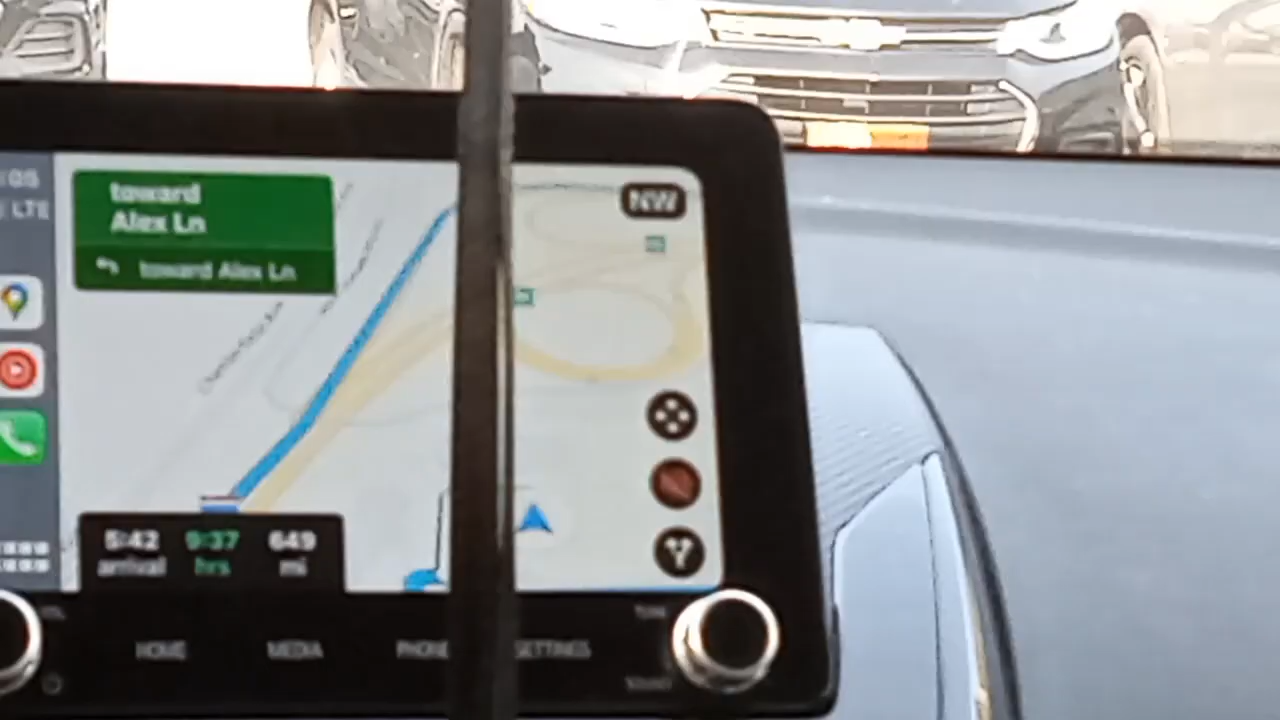 :05
LTE
toward
Alex Ln
toward Alex Ln
NW
5:42 9:37 649
arrival hrs mi
HOME MEDIA PHONE SETTINGS